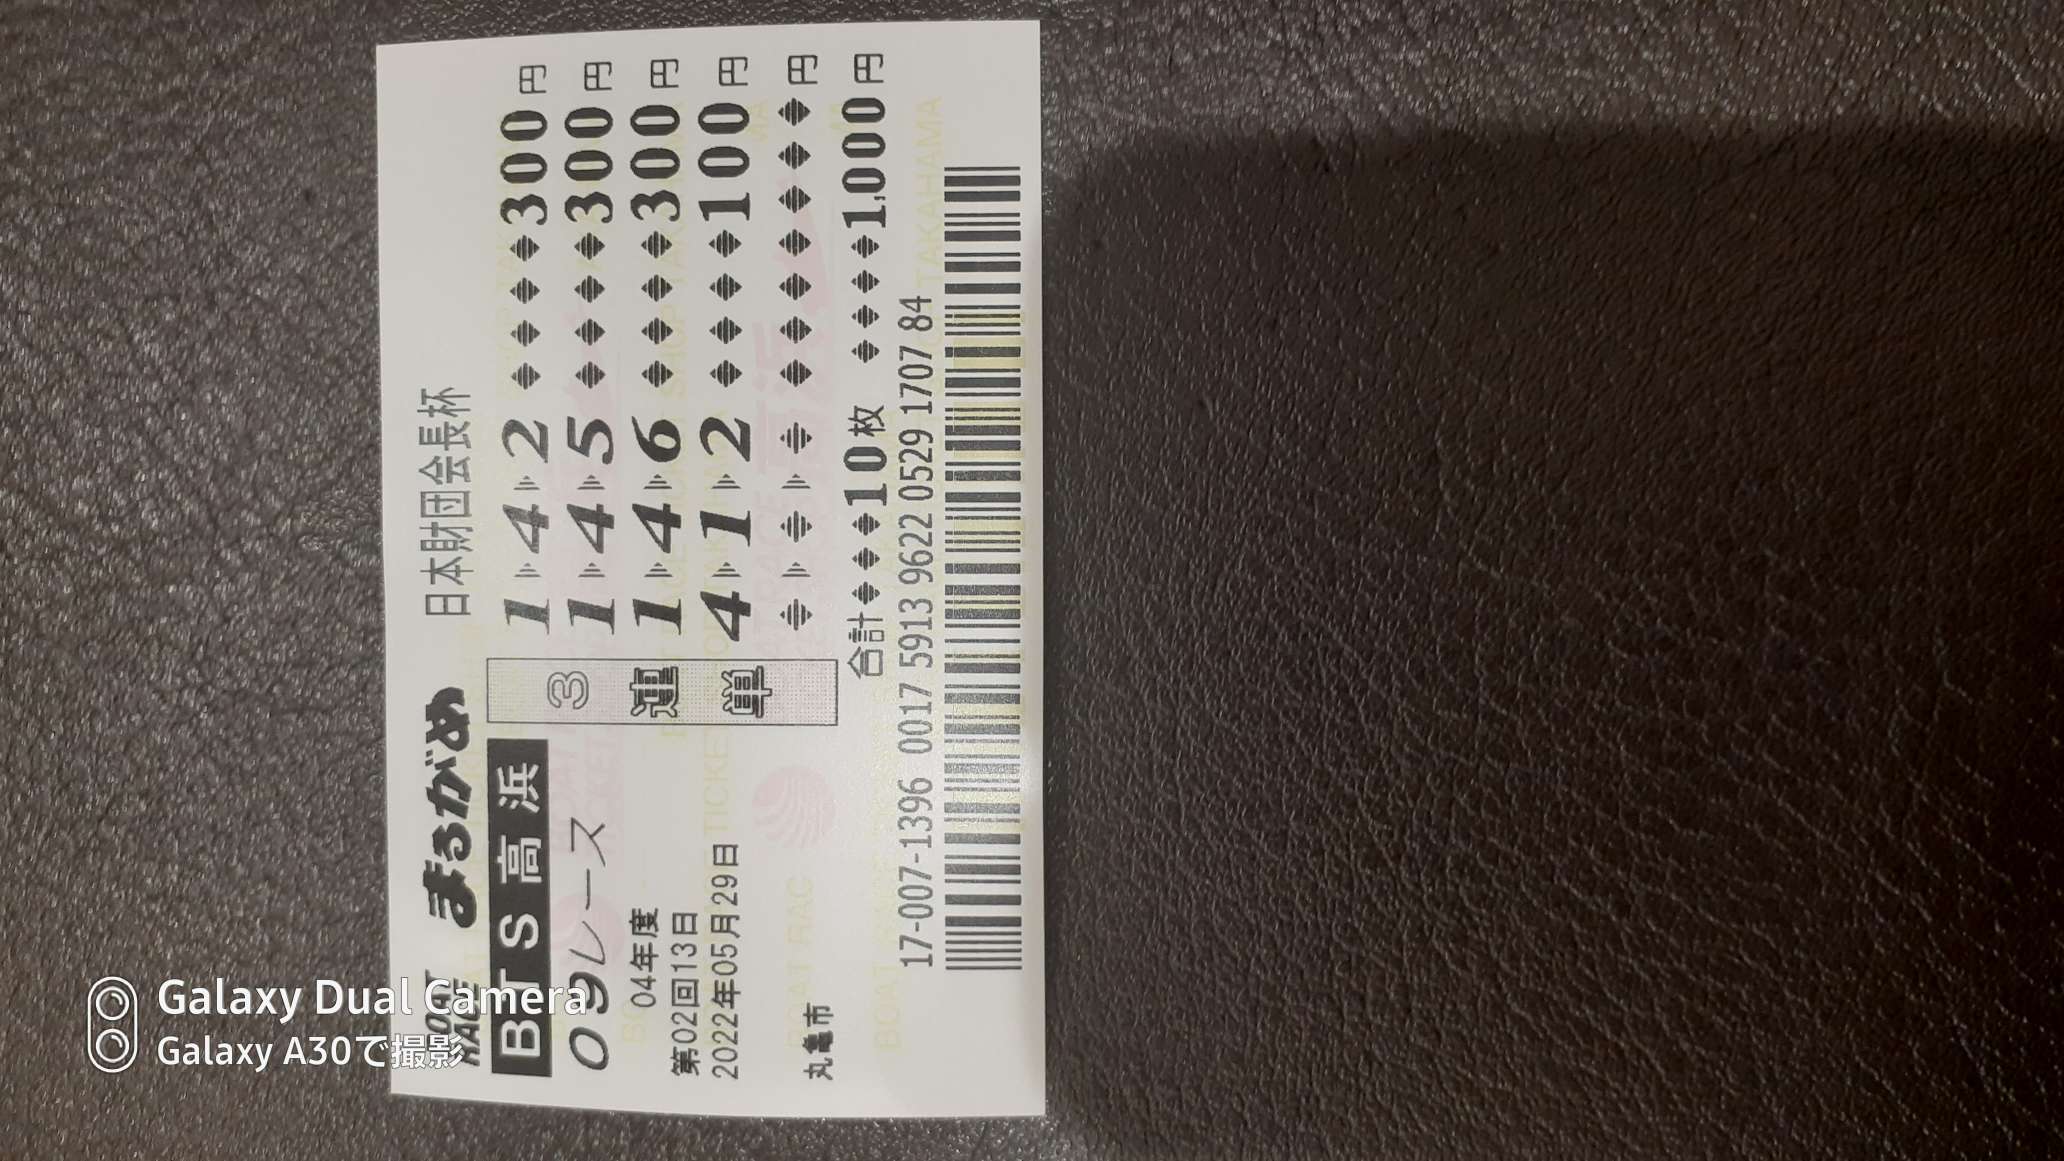 BOAT RACE まるがめ 日本財団会長杯
BTS高浜
09レース
04年度
第02回13日
2022年05月29日
丸亀市
3連単
1▷4▷2 ◆◆◆◆300円
1▷4▷5 ◆◆◆◆300円
1▷4▷6 ◆◆◆◆300円
4▷1▷2 ◆◆◆◆100円
◆▷◆▷◆ ◆◆◆◆◆◆◆円
合計◆◆◆10枚 ◆◆◆◆1,000円
17-007-1396 0017 5913 9622 0529 1707 84
Galaxy Dual Camera
Galaxy A30で撮影